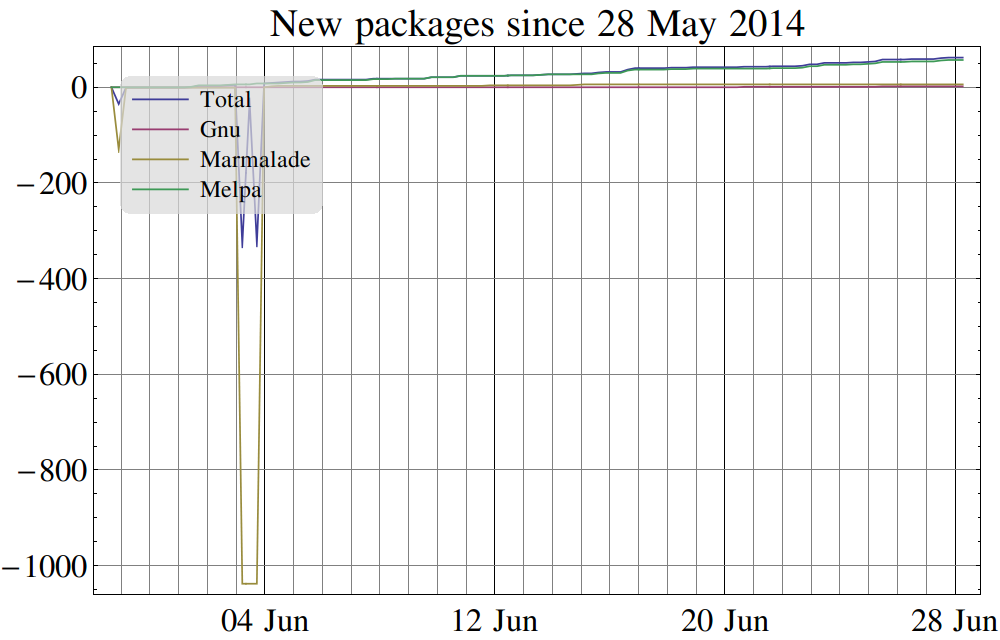 New packages since 28 May 2014
0
−200
−400
−600
−800
−1000
Total
Gnu
Marmalade
Melpa
04 Jun 12 Jun 20 Jun 28 Jun